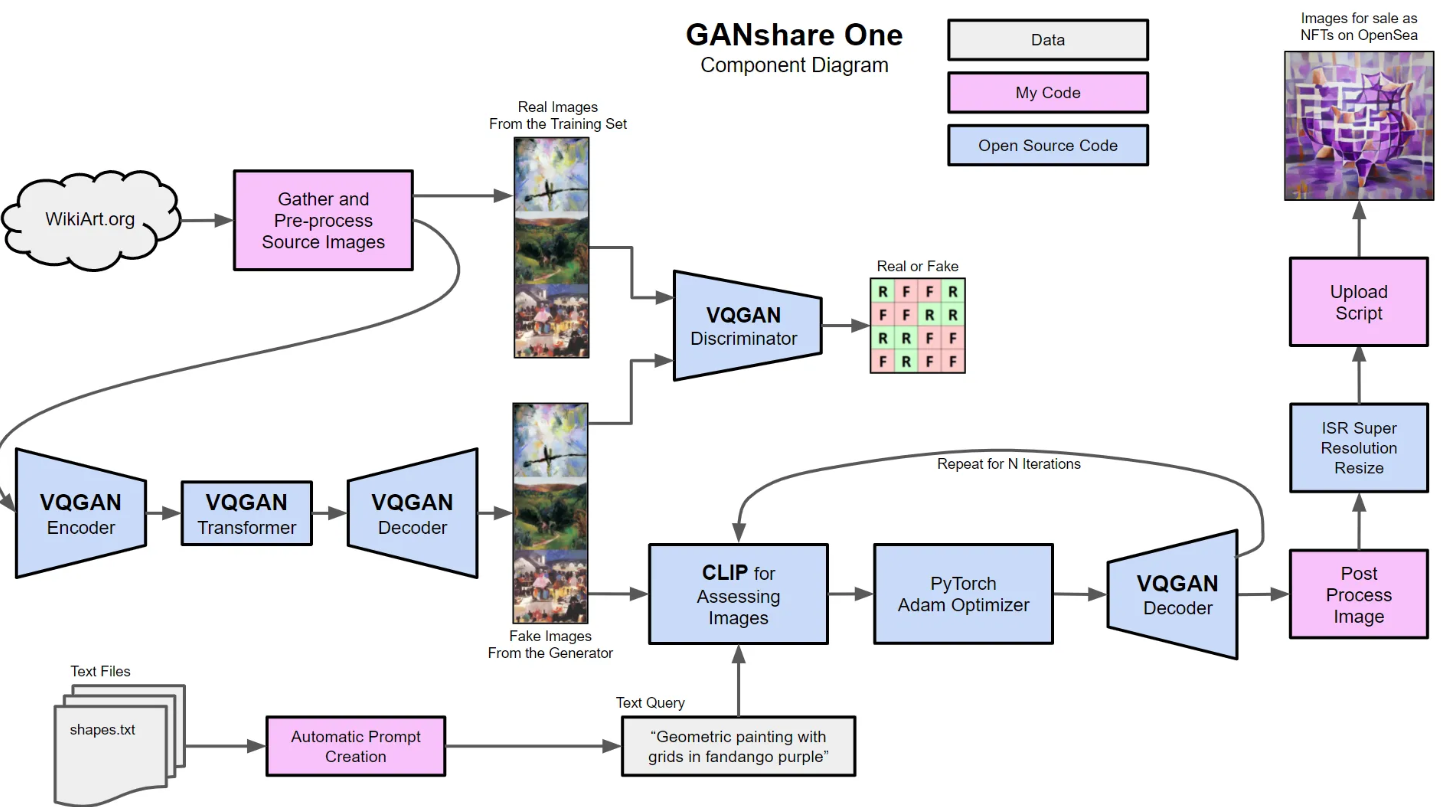 GANshare One
Component Diagram
Data
My Code
Open Source Code
Images for sale as
NFTs on OpenSea
Real Images
From the Training Set
WikiArt.org
Gather and
Pre-process
Source Images
VQGAN
Discriminator
Real or Fake
R F F R
F F R R
R R F F
F R F F
Upload
Script
ISR Super
Resolution
Resize
VQGAN
Encoder
VQGAN
Transformer
VQGAN
Decoder
Fake Images
From the Generator
Repeat for N Iterations
CLIP for
Assessing
Images
PyTorch
Adam Optimizer
VQGAN
Decoder
Post
Process
Image
Text Files
shapes.txt
Automatic Prompt
Creation
Text Query
“Geometric painting with
grids in fandango purple”